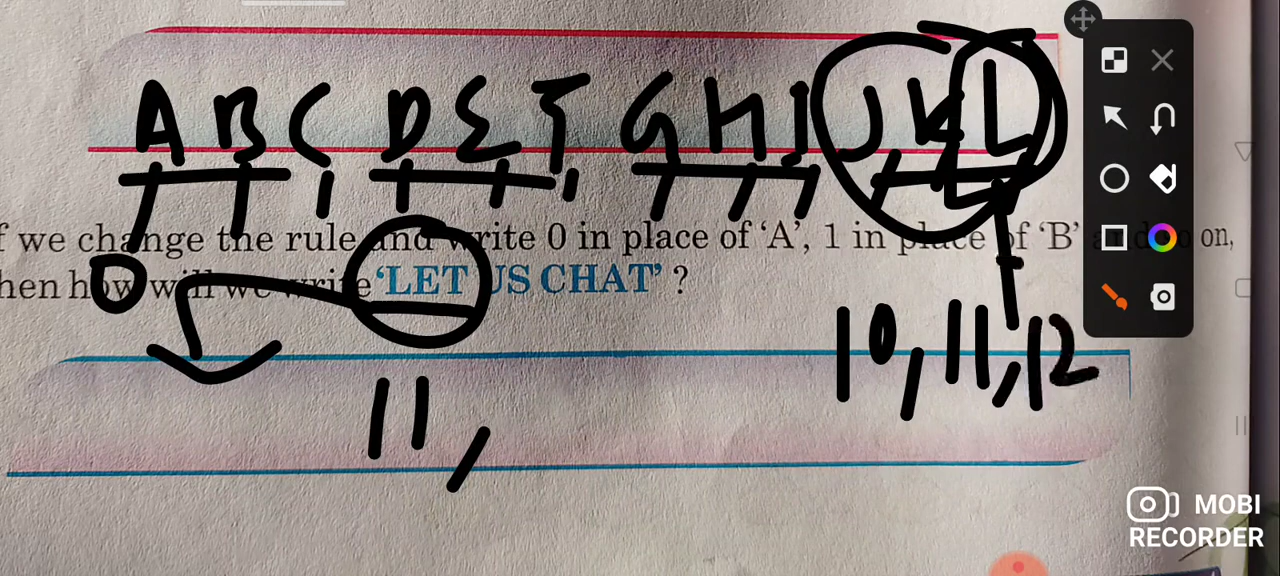 A B C, D E F, G H I, J K L
f we change the rule and write 0 in place of 'A', 1 in place of 'B' and so on,
0
hen how will we write 'LET US CHAT' ?
10, 11, 12
11,
MOBI
RECORDER